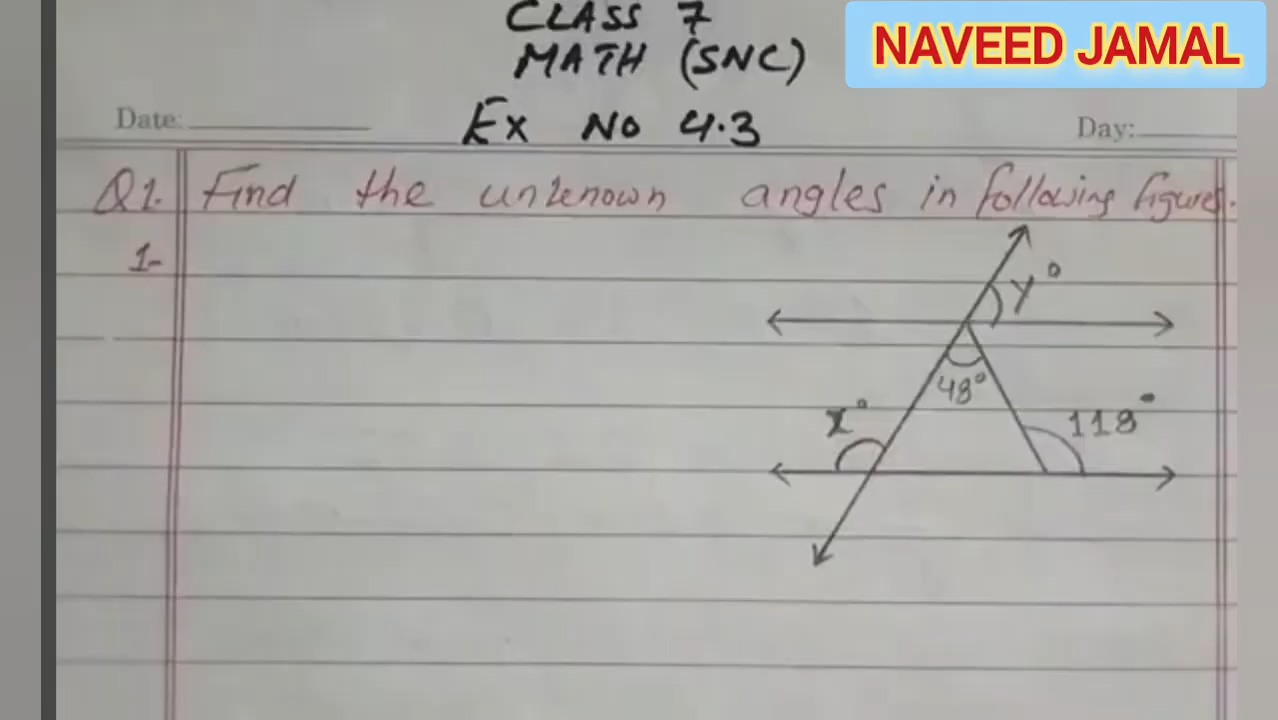 CLASS 7
NAVEED JAMAL
MATH (SNC)
Date:
Ex No 4.3
Day:
Q1. Find the unknown angles in following figures.
1-
y°
48°
x°
118°